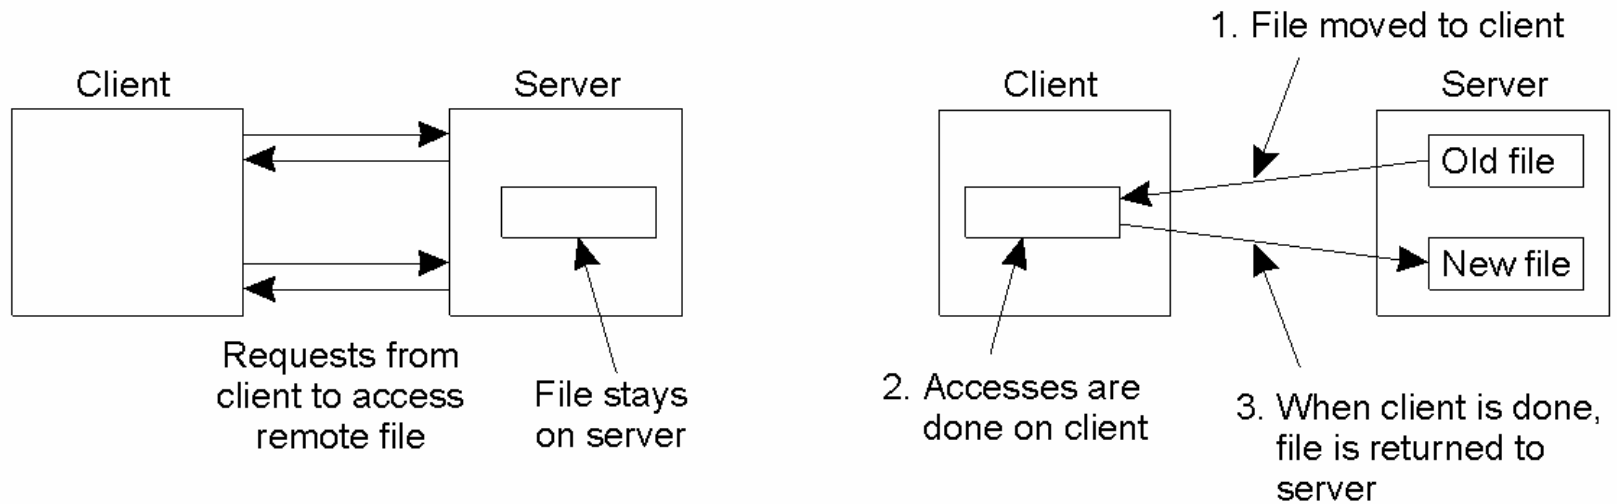 Client
Server
Requests from
client to access
remote file
File stays
on server
1. File moved to client
Client
Server
Old file
New file
2. Accesses are
done on client
3. When client is done,
file is returned to
server